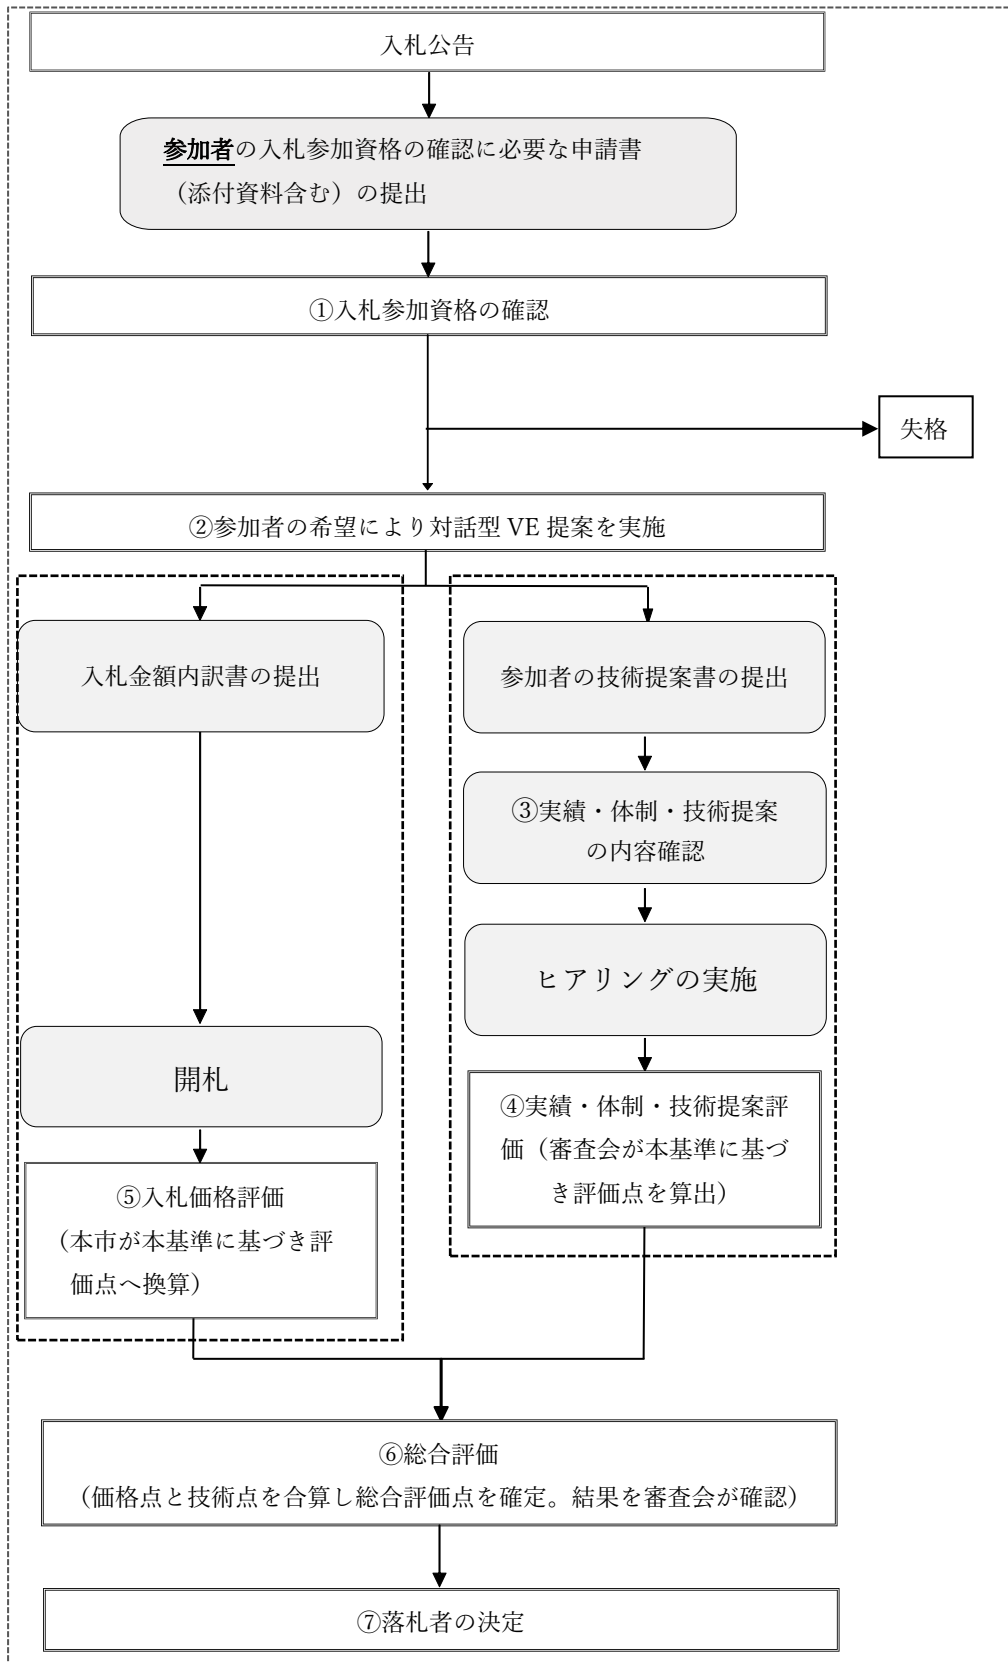 入札公告
参加者の入札参加資格の確認に必要な申請書
（添付資料含む）の提出
①入札参加資格の確認
失格
②参加者の希望により対話型 VE 提案を実施
入札金額内訳書の提出
開札
⑤入札価格評価
（本市が本基準に基づき評
価点へ換算）
参加者の技術提案書の提出
③実績・体制・技術提案
の内容確認
ヒアリングの実施
④実績・体制・技術提案評
価（審査会が本基準に基づ
き評価点を算出）
⑥総合評価
（価格点と技術点を合算し総合評価点を確定。結果を審査会が確認）
⑦落札者の決定